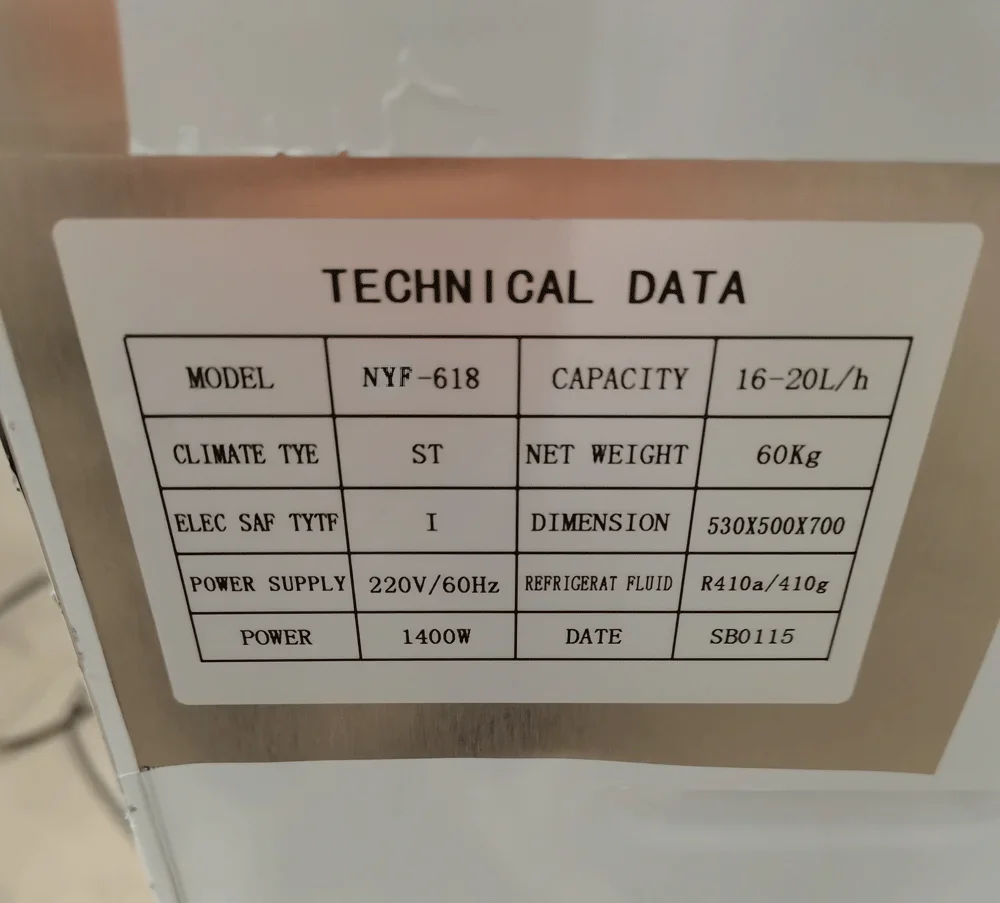 TECHNICAL DATA
MODEL NYF-618 CAPACITY 16-20L/h
CLIMATE TYE ST NET WEIGHT 60Kg
ELEC SAF TYTF I DIMENSION 530X500X700
POWER SUPPLY 220V/60Hz REFRIGERAT FLUID R410a/410g
POWER 1400W DATE SB0115